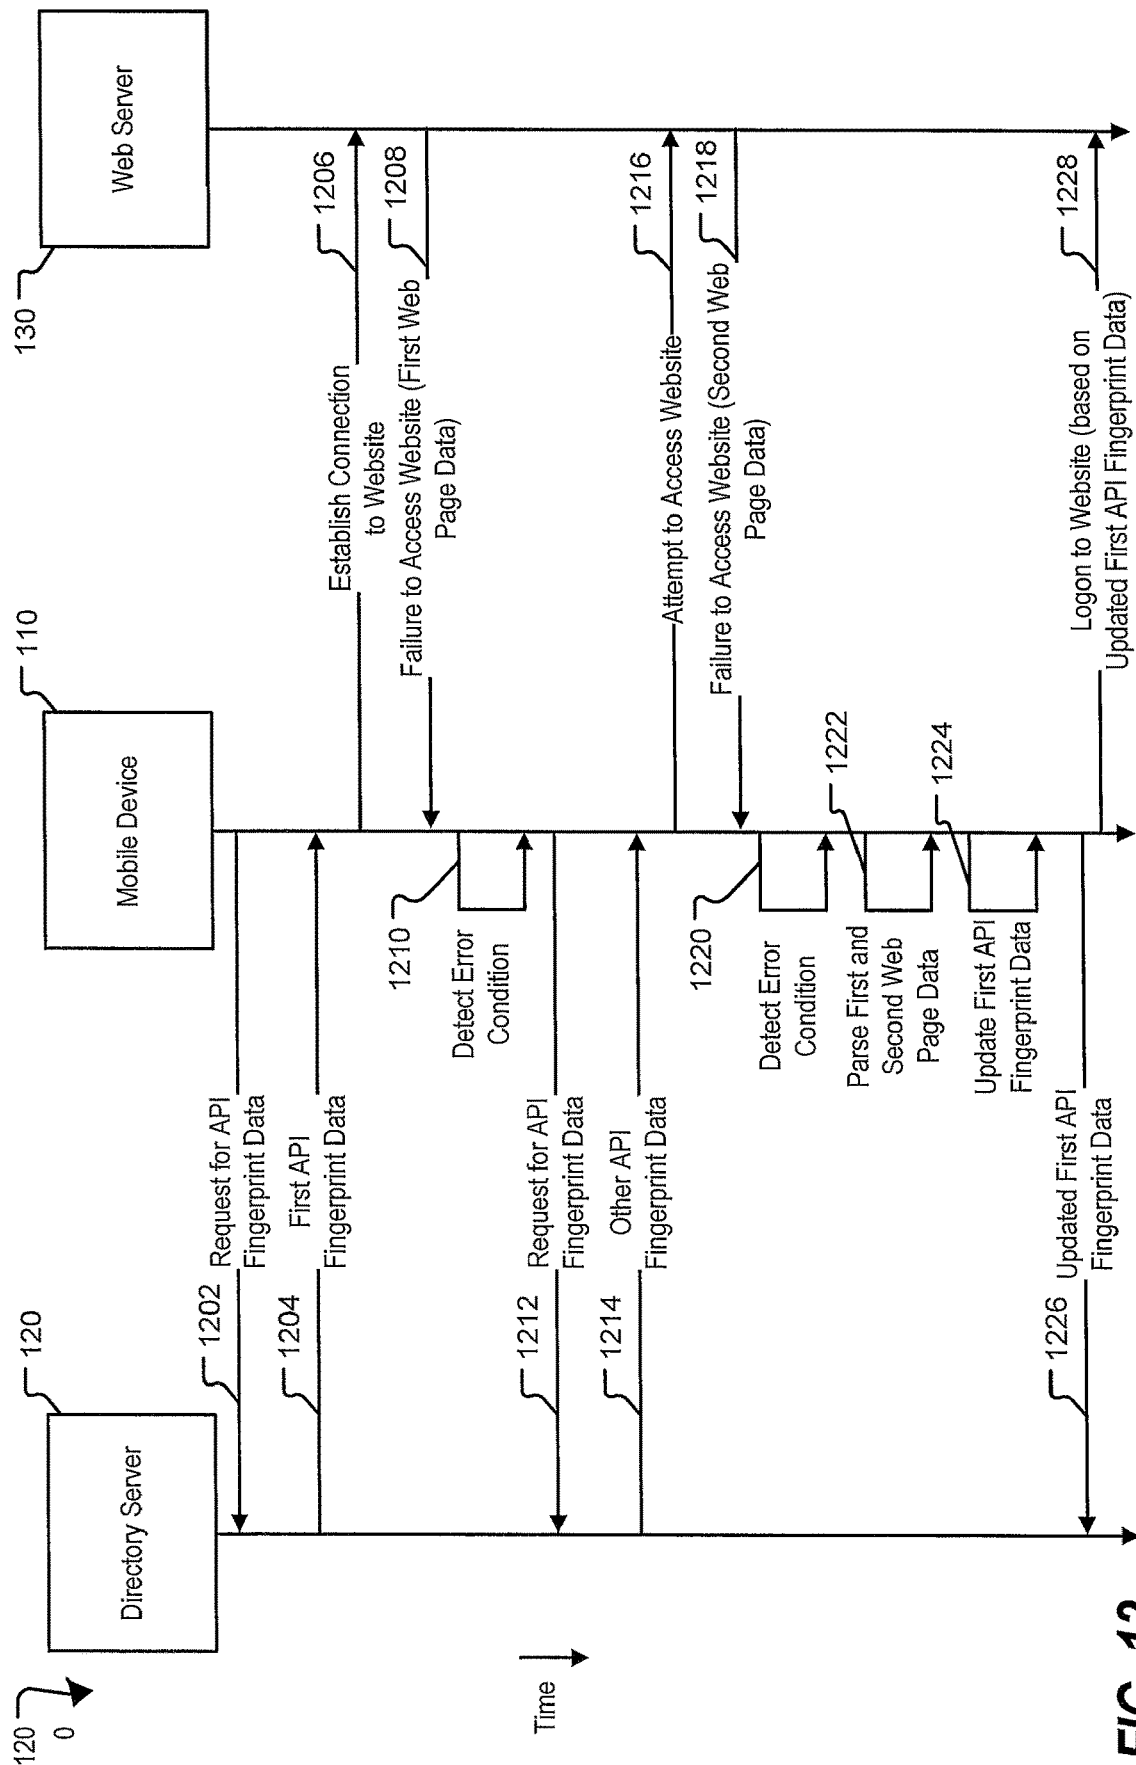 120
0
120
Directory Server
110
Mobile Device
130
Web Server
Time
1202
Request for API
Fingerprint Data
1204
First API
Fingerprint Data
1206
Establish Connection
to Website
1208
Failure to Access Website (First Web
Page Data)
1210
Detect Error
Condition
1212
Request for API
Fingerprint Data
1214
Other API
Fingerprint Data
1216
Attempt to Access Website
1218
Failure to Access Website (Second Web
Page Data)
1220
Detect Error
Condition
1222
Parse First and
Second Web
Page Data
1224
Update First API
Fingerprint Data
1226
Updated First API
Fingerprint Data
1228
Logon to Website (based on
Updated First API Fingerprint Data)
FIG. 12